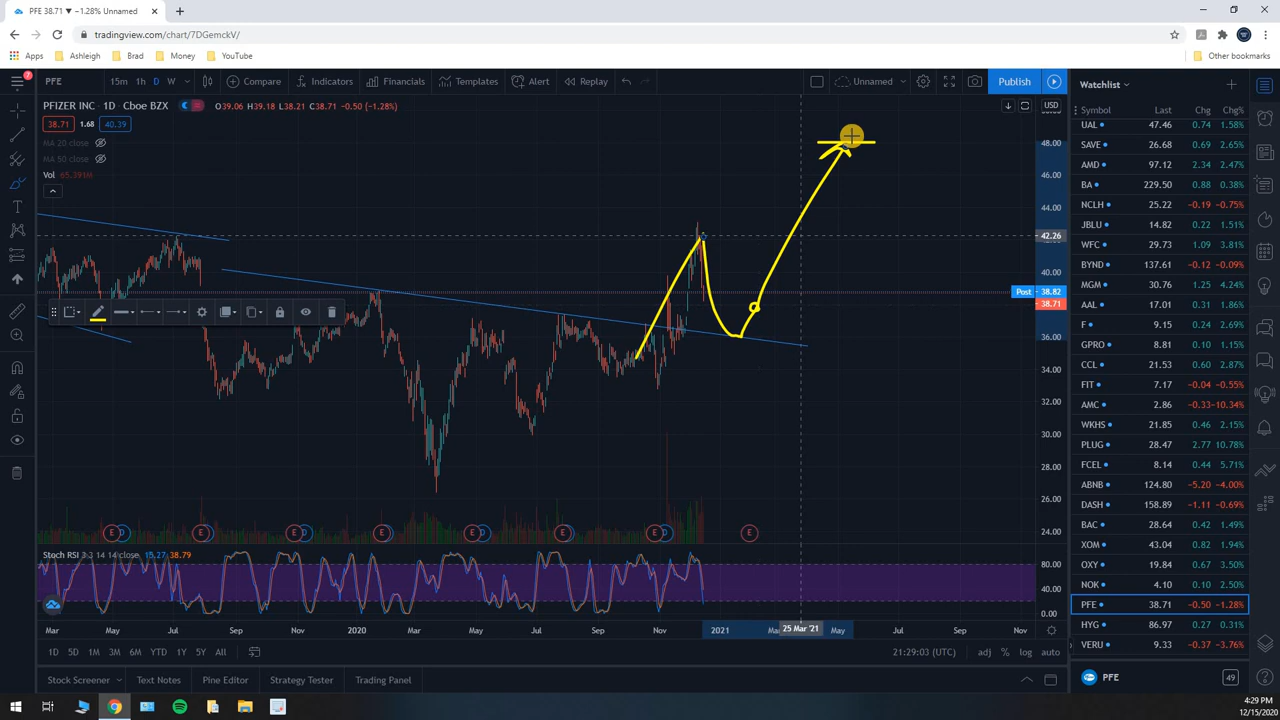 PFE 38.71 ▼ −1.28% Unnamed
tradingview.com/chart/7DGemckV/
Apps Ashleigh Brad Money YouTube Other bookmarks
7
PFE 15m 1h D W Compare Indicators Financials Templates Alert Replay Unnamed Publish
PFIZER INC · 1D · Cboe BZX O39.06 H39.18 L38.21 C38.71 −0.50 (−1.28%)
38.71 1.68 40.39
MA 20 close
MA 50 close
Vol 65.391M
USD
48.00
46.00
44.00
42.26
40.00
Post 38.82
38.71
36.00
34.00
32.00
30.00
28.00
26.00
24.00
E D E E D E E D E E D E
Stoch RSI 3 3 14 14 close 15.27 38.79
80.00
40.00
0.00
Mar May Jul Sep Nov 2020 Mar May Jul Sep Nov 2021 Ma 25 Mar '21 May Jul Sep Nov
1D 5D 1M 3M 6M YTD 1Y 5Y All 21:29:03 (UTC) adj % log auto
Stock Screener Text Notes Pine Editor Strategy Tester Trading Panel
Watchlist
Symbol Last Chg Chg%
UAL 47.46 0.74 1.58%
SAVE 26.68 0.69 2.65%
AMD 97.12 2.34 2.47%
BA 229.50 0.88 0.38%
NCLH 25.22 −0.19 −0.75%
JBLU 14.82 0.22 1.51%
WFC 29.73 1.09 3.81%
BYND 137.61 −0.12 −0.09%
MGM 30.76 1.25 4.24%
AAL 17.01 0.31 1.86%
F 9.15 0.24 2.69%
GPRO 8.81 0.10 1.15%
CCL 21.53 0.60 2.87%
FIT 7.17 −0.04 −0.55%
AMC 2.86 −0.33 −10.34%
WKHS 21.85 0.46 2.15%
PLUG 28.47 2.77 10.78%
FCEL 8.14 0.44 5.71%
ABNB 124.80 −5.20 −4.00%
DASH 158.89 −1.11 −0.69%
BAC 28.64 0.42 1.49%
XOM 43.04 0.82 1.94%
OXY 19.84 0.67 3.50%
NOK 4.10 0.10 2.50%
PFE 38.71 −0.50 −1.28%
HYG 86.97 0.27 0.31%
VERU 9.33 −0.37 −3.76%
PFE 49
4:29 PM
12/15/2020